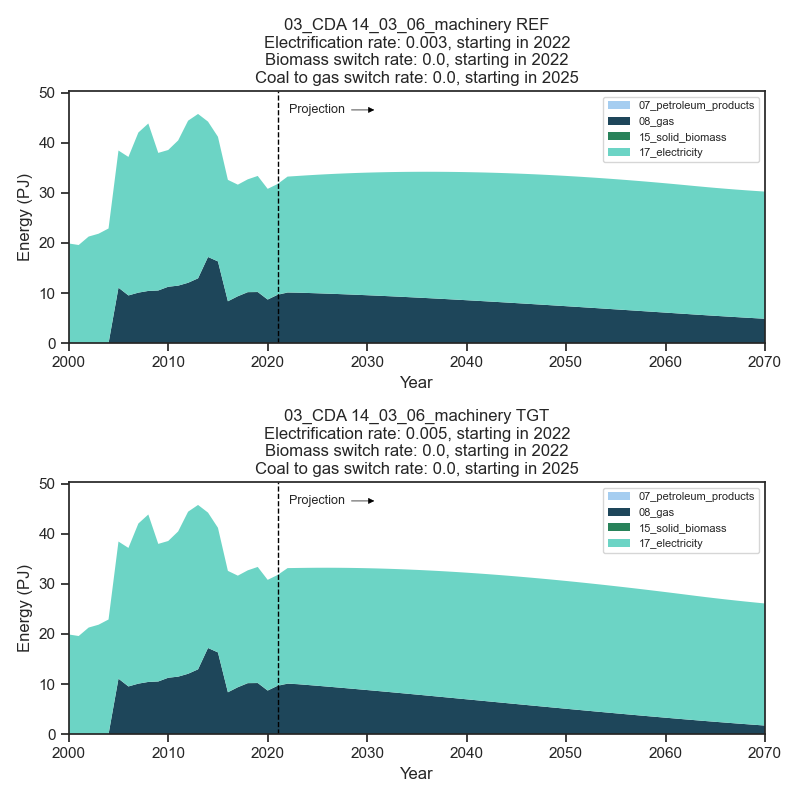 03_CDA 14_03_06_machinery REF
Electrification rate: 0.003, starting in 2022
Biomass switch rate: 0.0, starting in 2022
Coal to gas switch rate: 0.0, starting in 2025
50
40
30
20
10
0
Energy (PJ)
Projection
07_petroleum_products
08_gas
15_solid_biomass
17_electricity
2000 2010 2020 2030 2040 2050 2060 2070
Year
03_CDA 14_03_06_machinery TGT
Electrification rate: 0.005, starting in 2022
Biomass switch rate: 0.0, starting in 2022
Coal to gas switch rate: 0.0, starting in 2025
50
40
30
20
10
0
Energy (PJ)
Projection
07_petroleum_products
08_gas
15_solid_biomass
17_electricity
2000 2010 2020 2030 2040 2050 2060 2070
Year